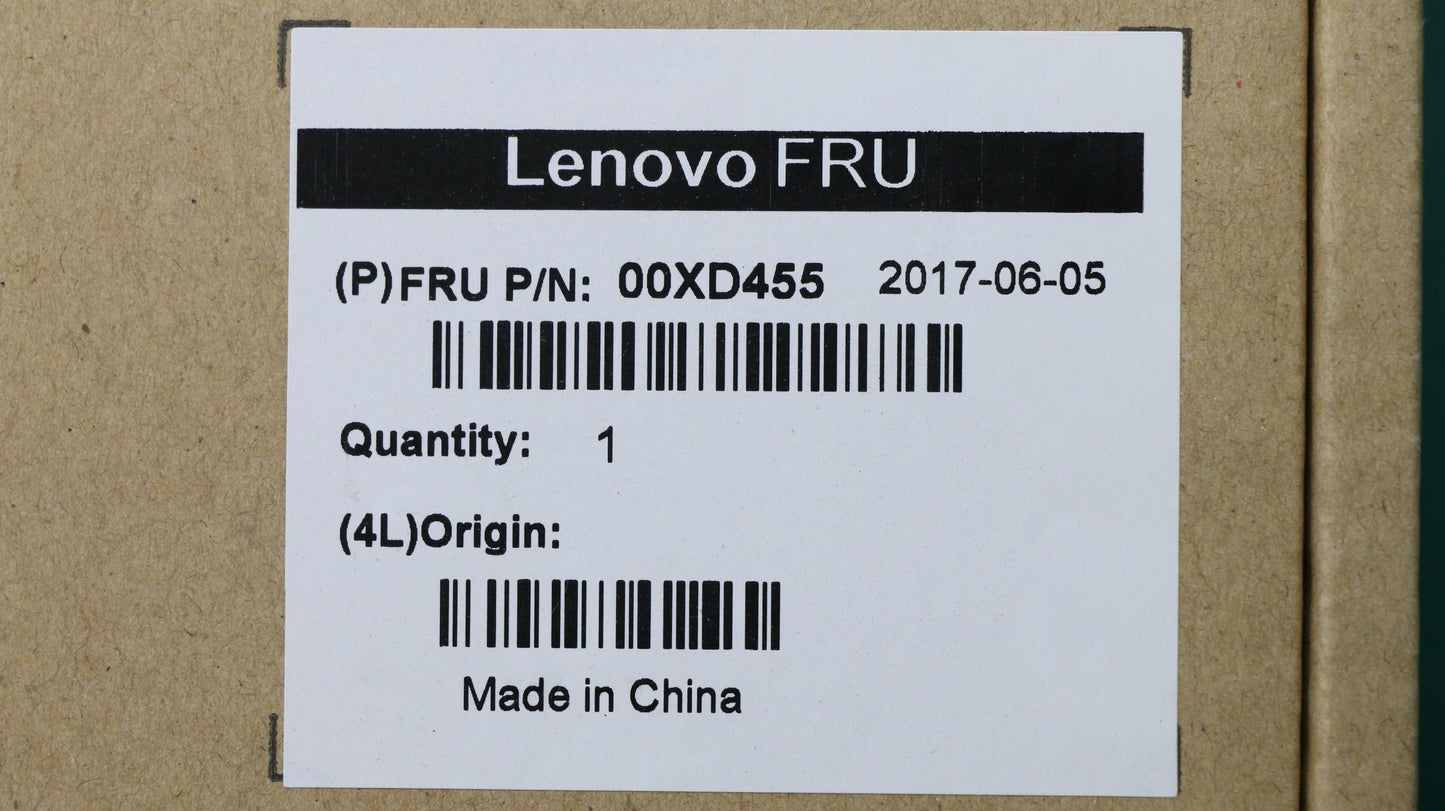 Lenovo FRU
(P)FRU P/N: 00XD455 2017-06-05
Quantity: 1
(4L)Origin:
Made in China